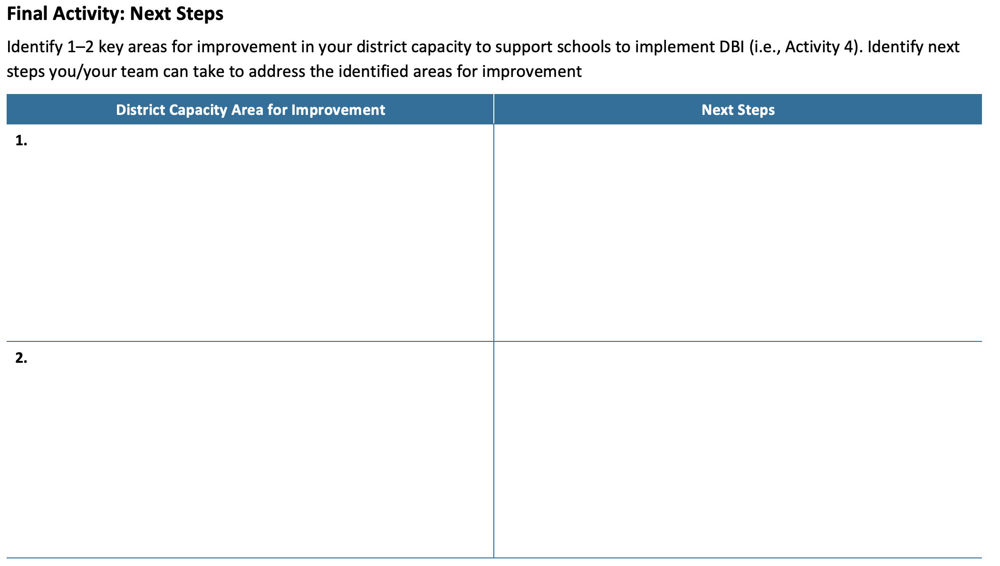 Final Activity: Next Steps
Identify 1–2 key areas for improvement in your district capacity to support schools to implement DBI (i.e., Activity 4). Identify next
steps you/your team can take to address the identified areas for improvement
District Capacity Area for Improvement
Next Steps
1.
2.